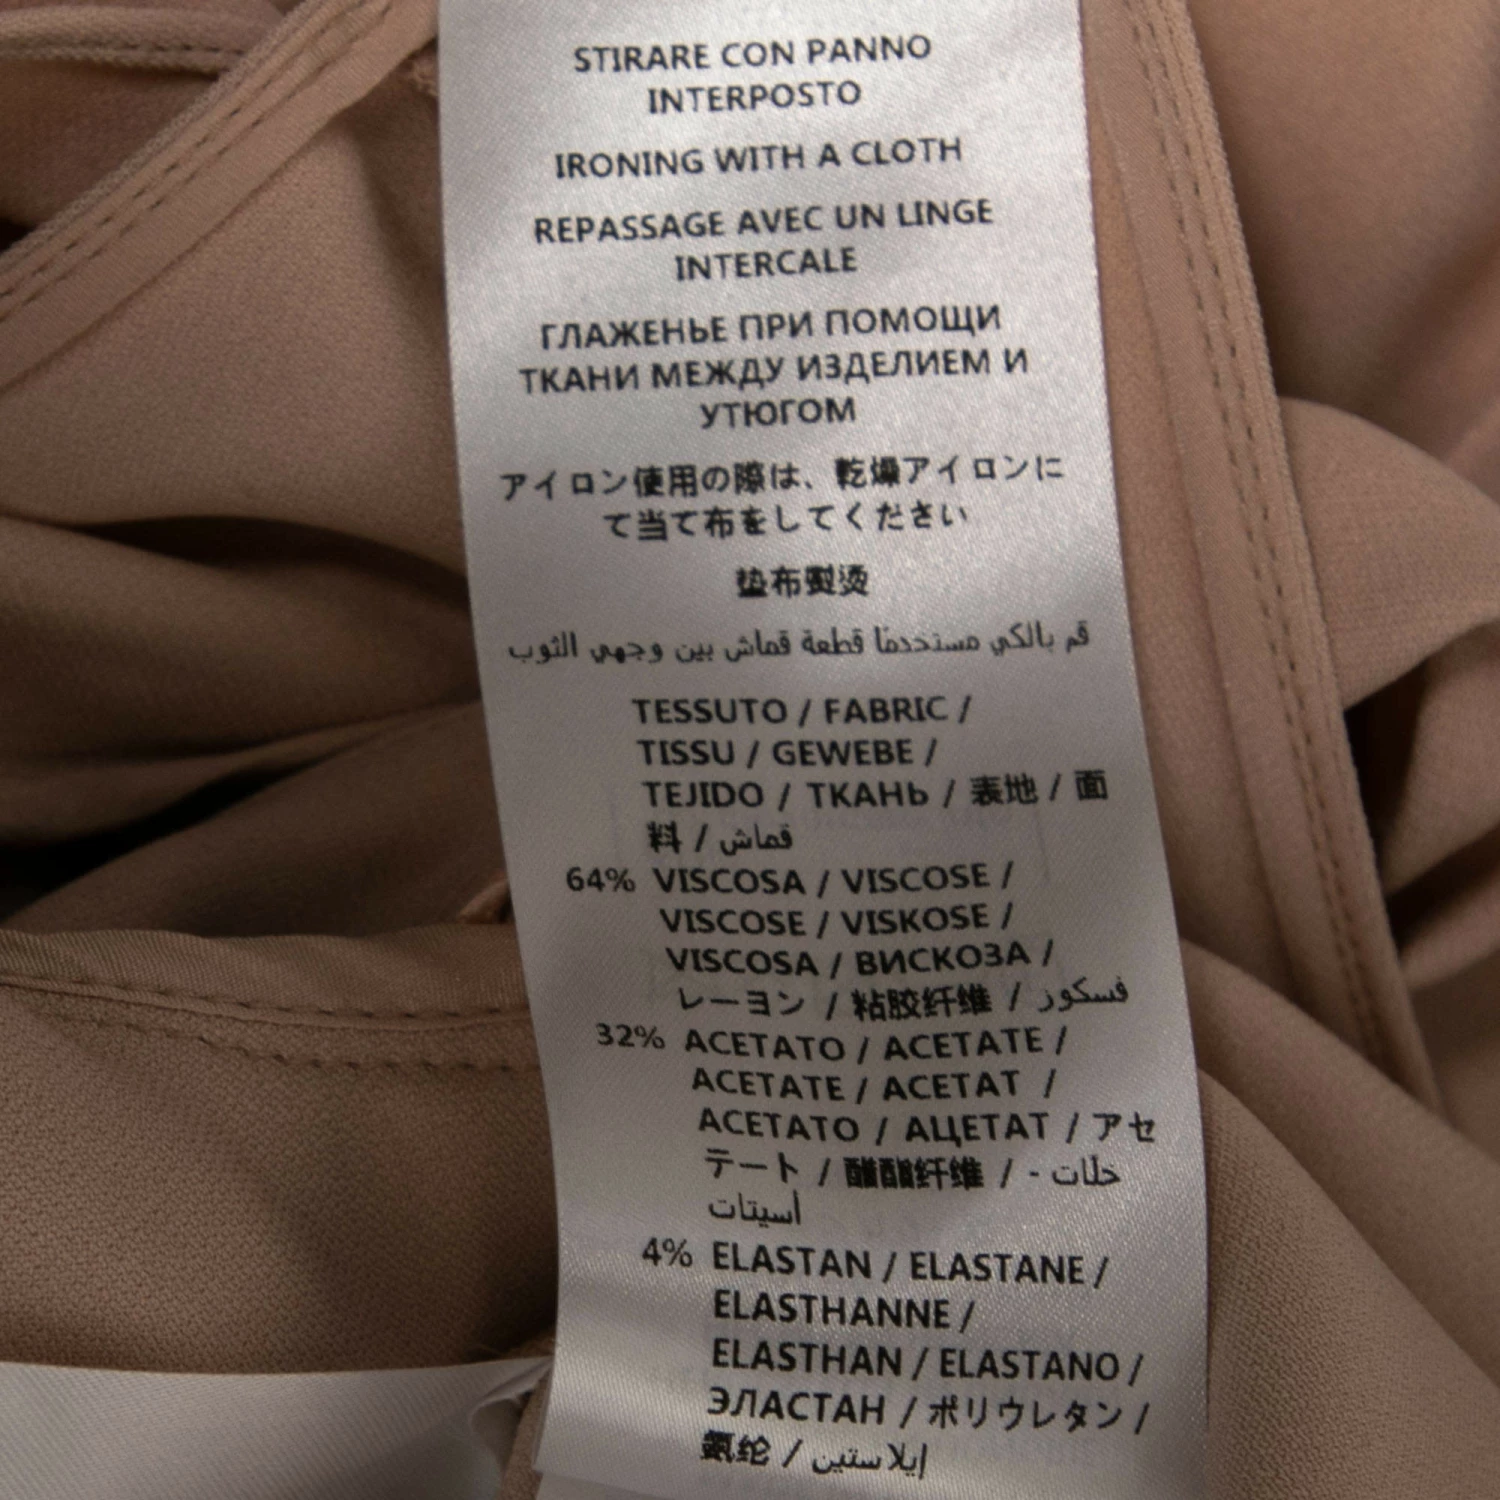 STIRARE CON PANNO
INTERPOSTO
IRONING WITH A CLOTH
REPASSAGE AVEC UN LINGE
INTERCALE
ГЛАЖЕНЬЕ ПРИ ПОМОЩИ
ТКАНИ МЕЖДУ ИЗДЕЛИЕМ И
УТЮГОМ
アイロン使用の際は、乾燥アイロンに
て当て布をしてください
垫布熨烫
قم بالكي مستخدمًا قطعة قماش بين وجهي الثوب
TESSUTO / FABRIC /
TISSU / GEWEBE /
TEJIDO / ТКАНЬ / 表地 / 面
料 / قماش
64% VISCOSA / VISCOSE /
VISCOSE / VISKOSE /
VISCOSA / ВИСКОЗА /
レーヨン / 粘胶纤维 / فسكوز
32% ACETATO / ACETATE /
ACETATE / ACETAT /
ACETATO / АЦЕТАТ / アセ
テート / 醋酯纤维 / - خلات
أسيتات
4% ELASTAN / ELASTANE /
ELASTHANNE /
ELASTHAN / ELASTANO /
ЭЛАСТАН / ポリウレタン /
氨纶 / إيلاستين